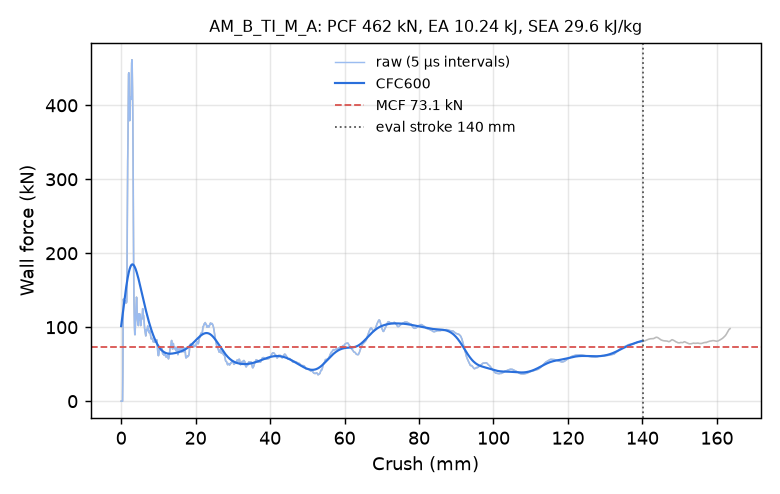 AM_B_TI_M_A: PCF 462 kN, EA 10.24 kJ, SEA 29.6 kJ/kg
raw (5 µs intervals)
CFC600
MCF 73.1 kN
eval stroke 140 mm
Wall force (kN)
400
300
200
100
0
0 20 40 60 80 100 120 140 160
Crush (mm)